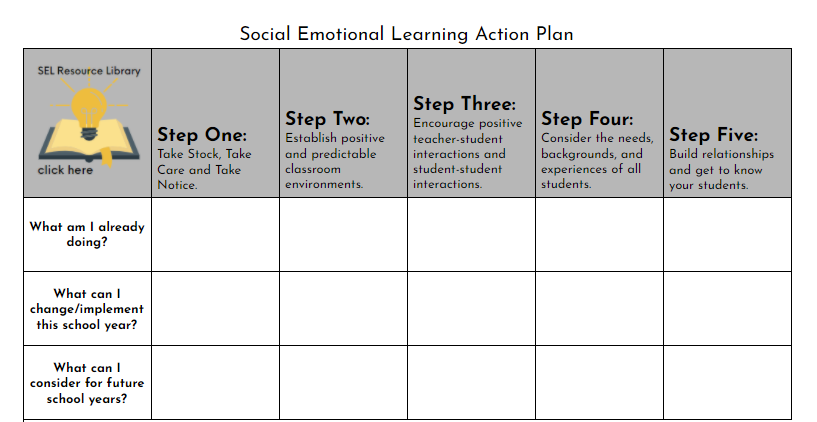 Social Emotional Learning Action Plan
SEL Resource Library
click here
Step One:
Take Stock, Take
Care and Take
Notice.
Step Two:
Establish positive
and predictable
classroom
environments.
Step Three:
Encourage positive
teacher-student
interactions and
student-student
interactions.
Step Four:
Consider the needs,
backgrounds, and
experiences of all
students.
Step Five:
Build relationships
and get to know
your students.
What am I already
doing?
What can I
change/implement
this school year?
What can I
consider for future
school years?